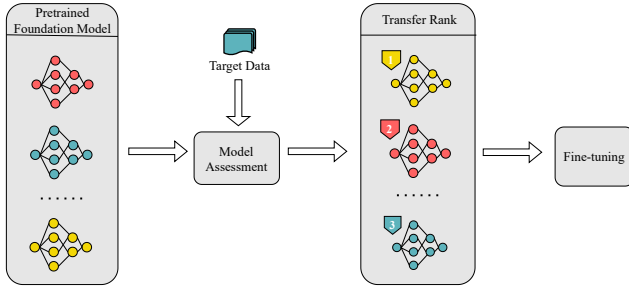 Pretrained
Foundation Model
......
Target Data
Model
Assessment
Transfer Rank
1
2
......
3
Fine-tuning